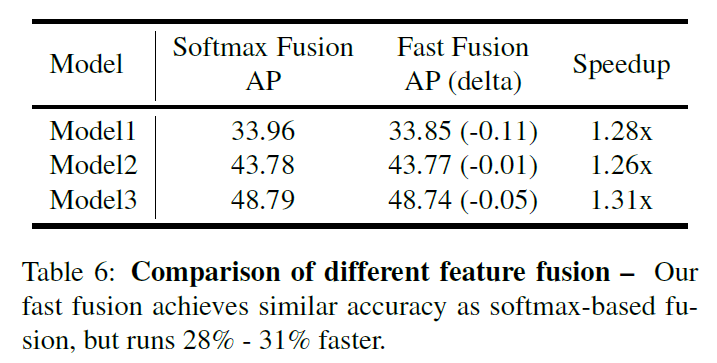 Model Softmax Fusion AP Fast Fusion AP (delta) Speedup
Model1 33.96 33.85 (-0.11) 1.28x
Model2 43.78 43.77 (-0.01) 1.26x
Model3 48.79 48.74 (-0.05) 1.31x
Table 6: Comparison of different feature fusion – Our
fast fusion achieves similar accuracy as softmax-based fu-
sion, but runs 28% - 31% faster.